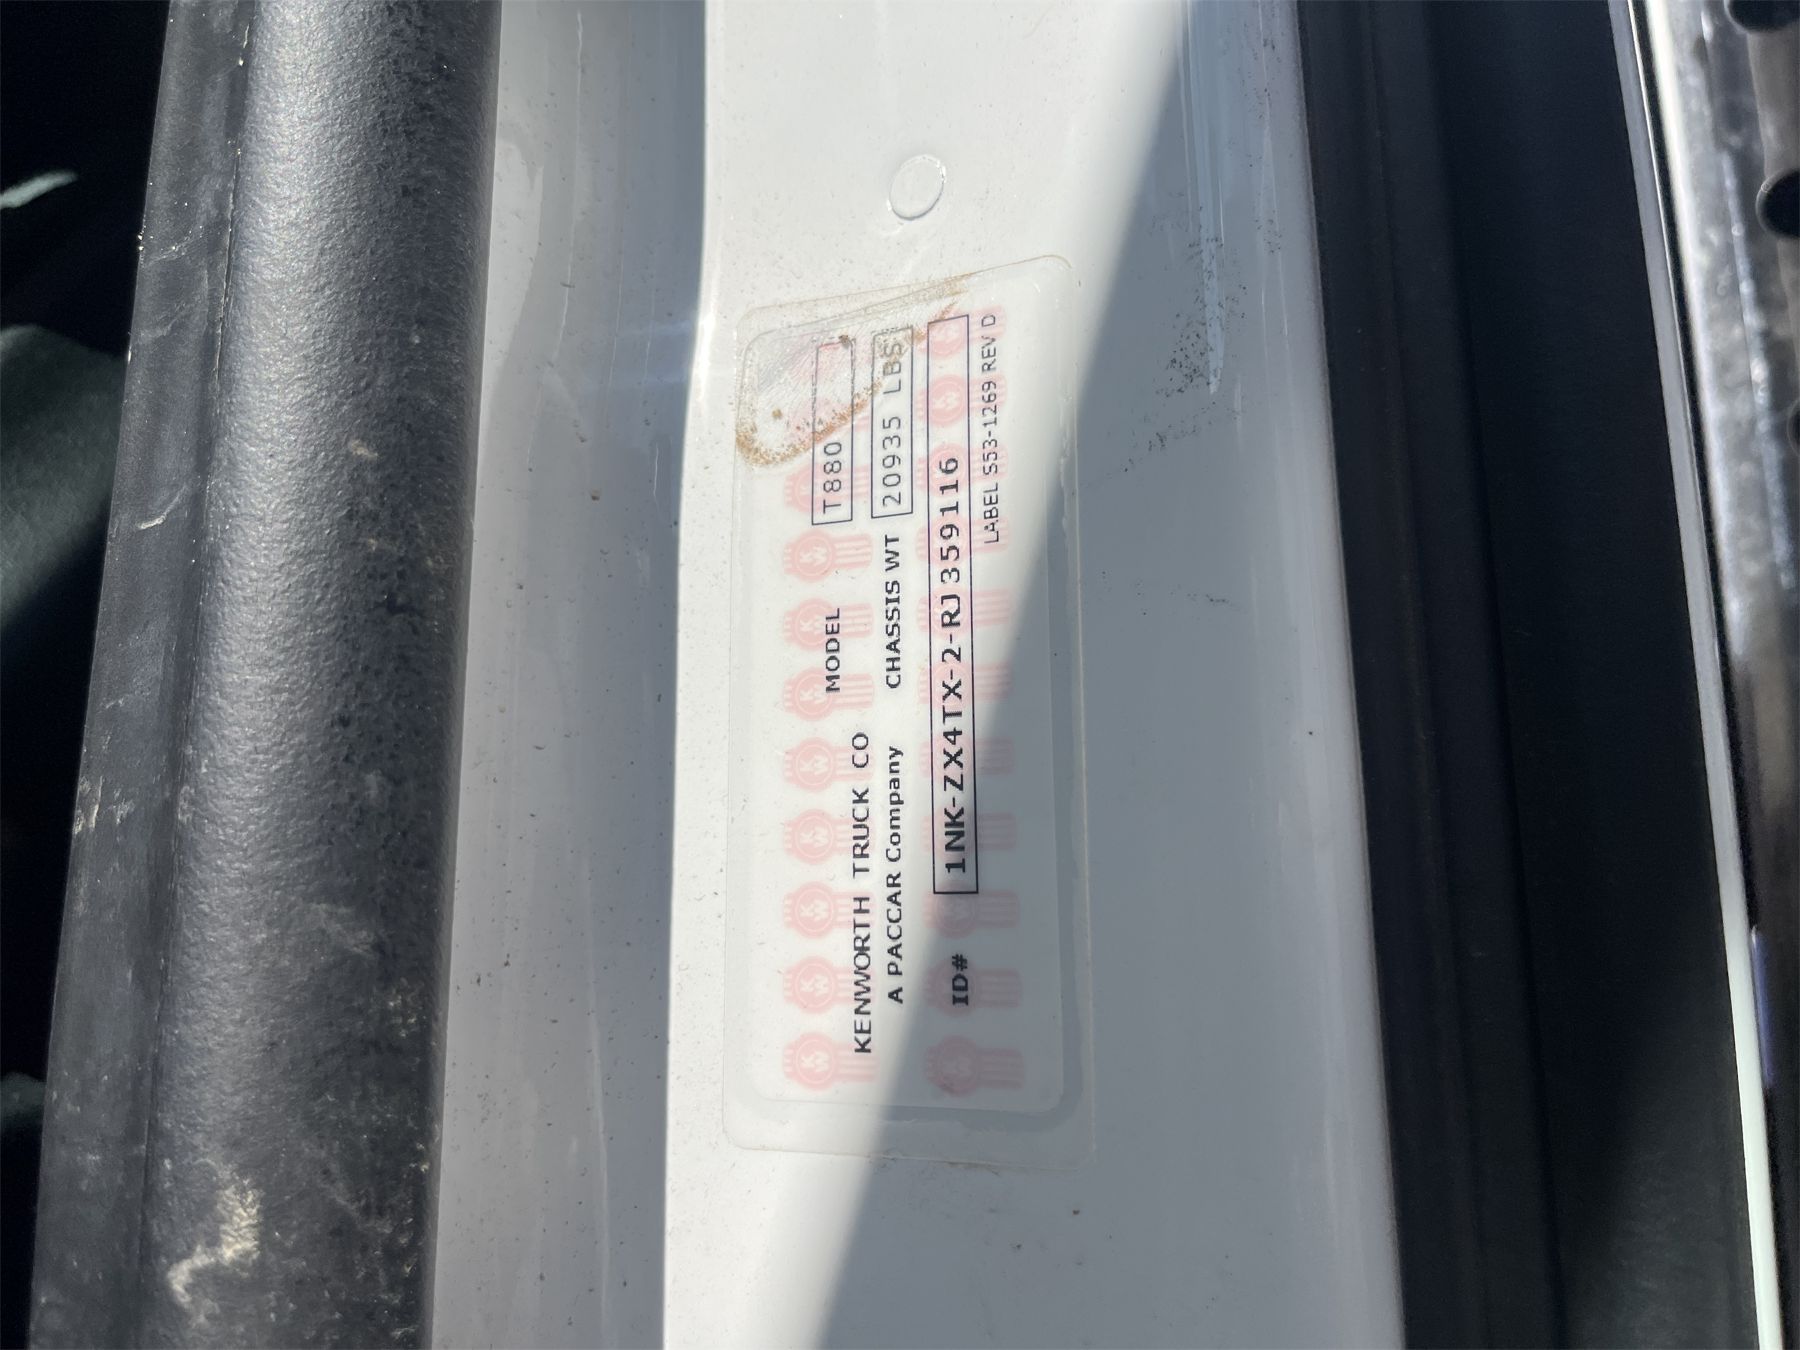 KENWORTH TRUCK CO
A PACCAR Company
MODEL T880
CHASSIS WT 20935 LBS
ID# 1NK-ZX4TX-2-RJ359116
LABEL S53-1269 REV D